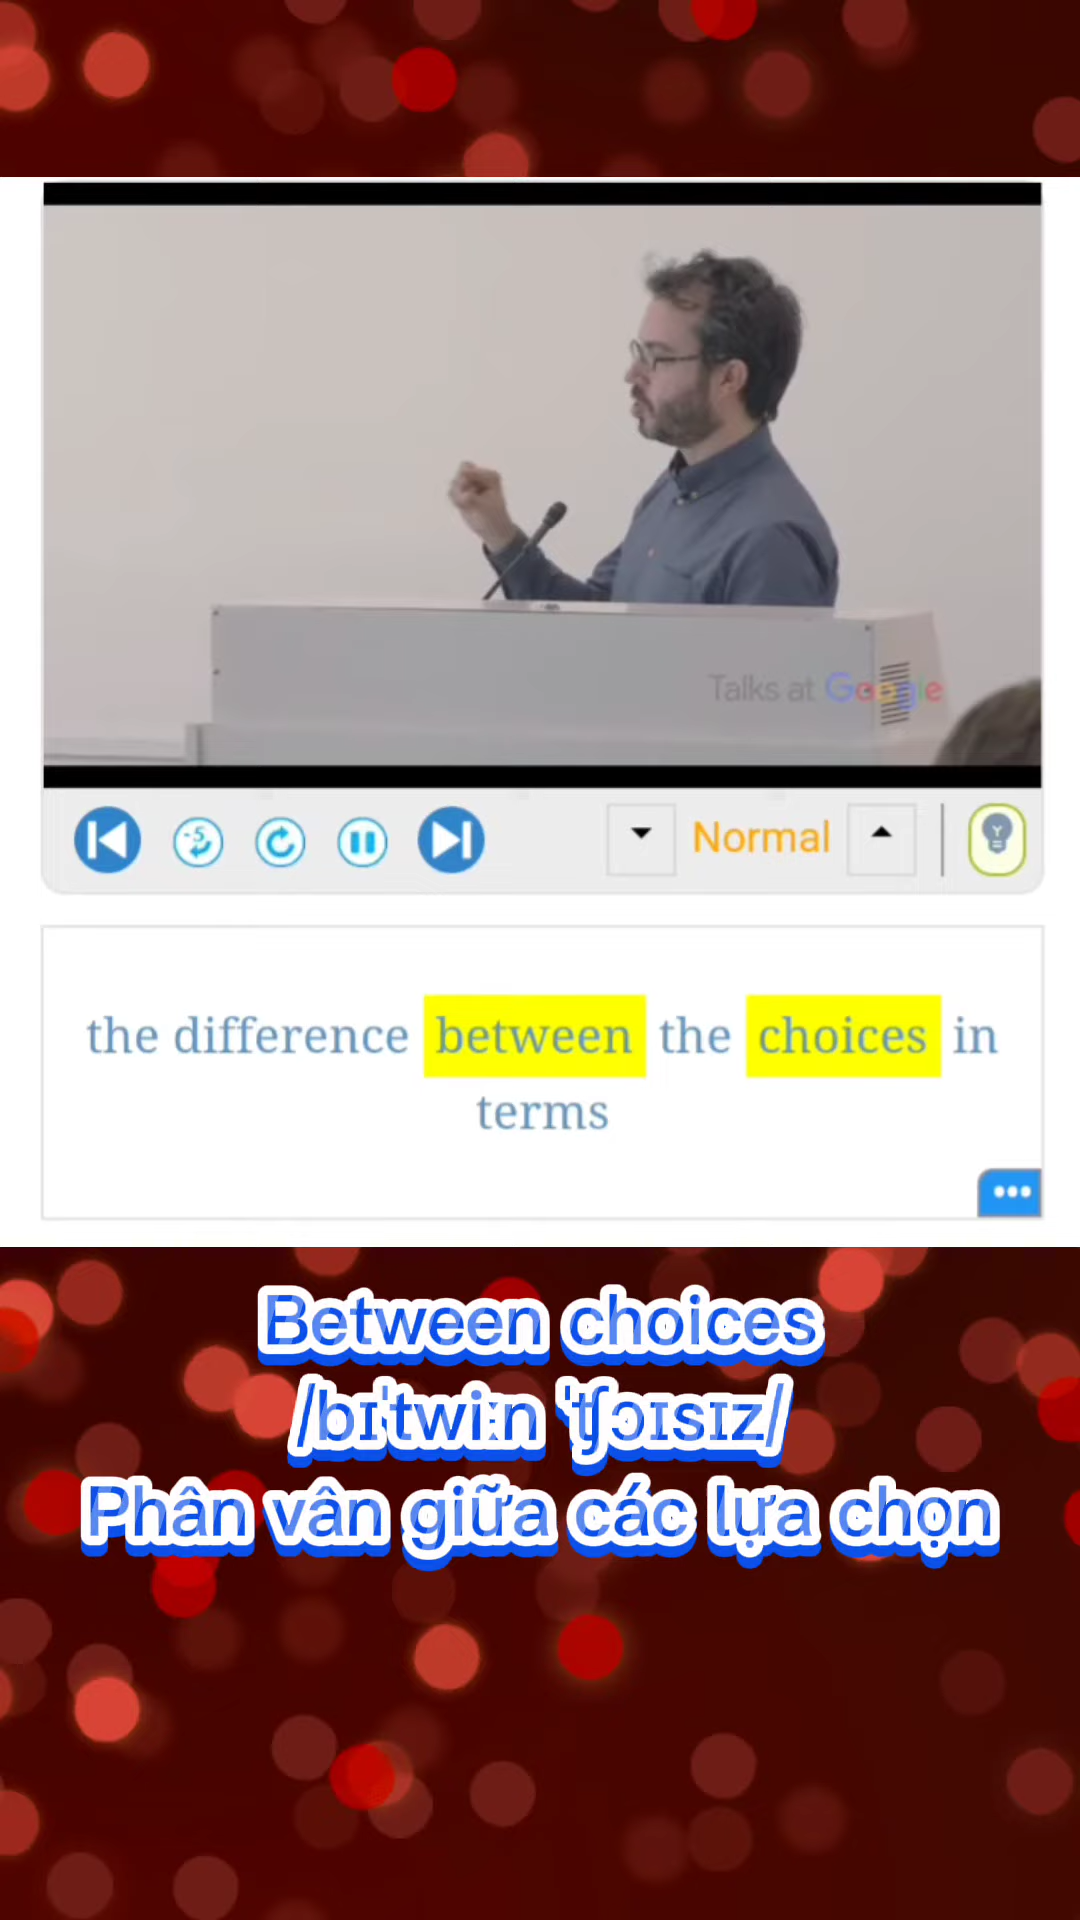 Talks at Google
-5
Normal
the difference between the choices in
terms
Between choices
/bɪˈtwiːn ˈʧɔɪsɪz/
Phân vân giữa các lựa chọn